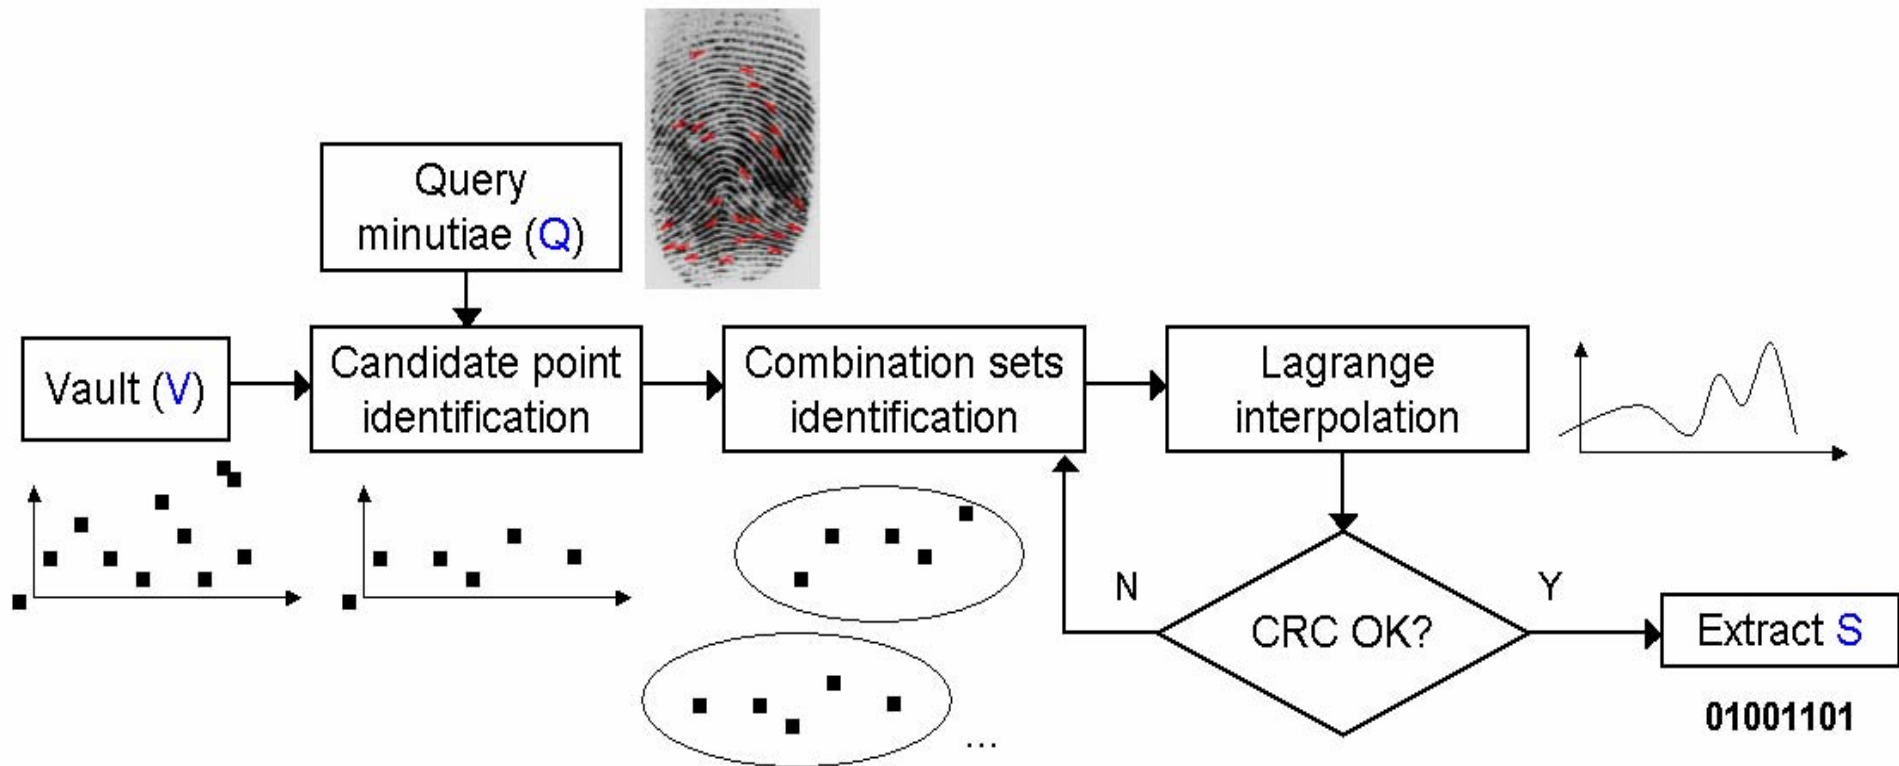 Query
minutiae (Q)
Vault (V)
Candidate point
identification
Combination sets
identification
Lagrange
interpolation
N
CRC OK?
Y
Extract S
01001101
...